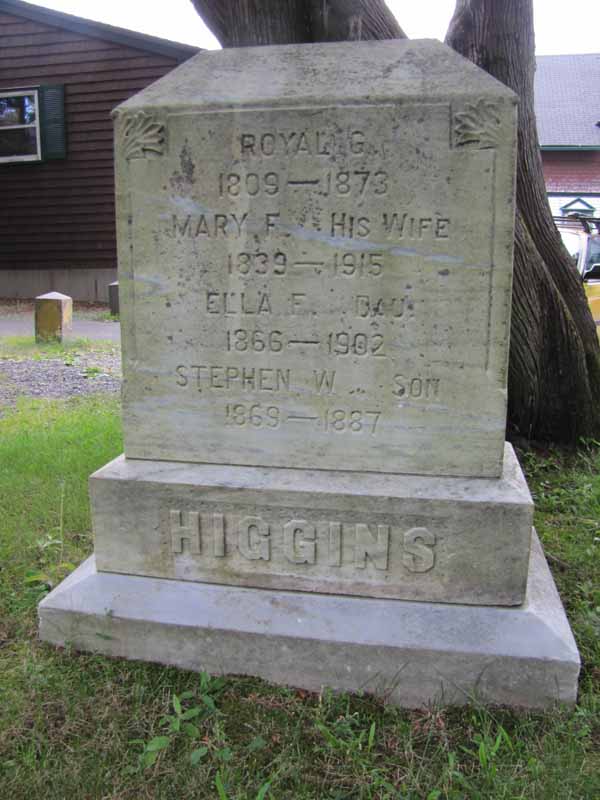 ROYAL G.
1809—1873
MARY F. HIS WIFE
1839—1915
ELLA F. DAU.
1866—1902
STEPHEN W. SON
1869—1887
HIGGINS